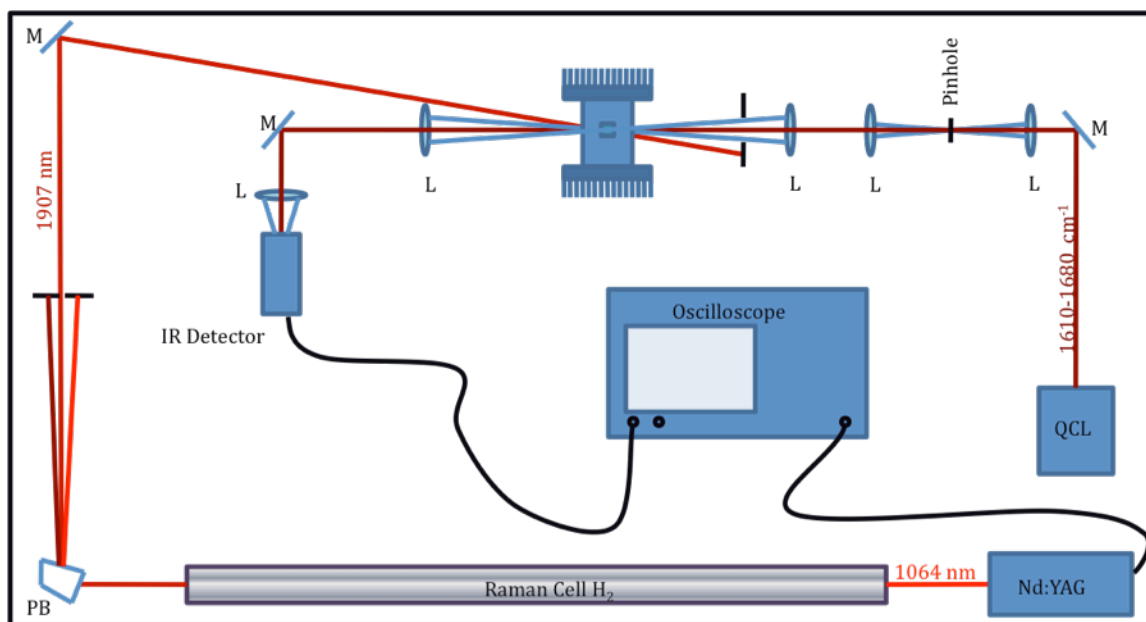 M
Pinhole
M
M
L
L
L
L
L
1907 nm
1610-1680 cm⁻¹
IR Detector
Oscilloscope
QCL
PB
Raman Cell H₂
1064 nm
Nd:YAG